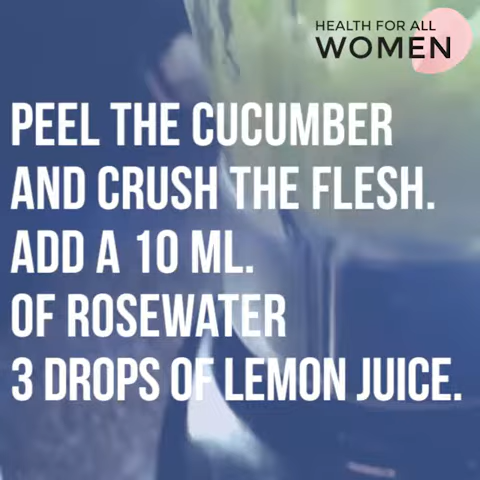 HEALTH FOR ALL
WOMEN
PEEL THE CUCUMBER
AND CRUSH THE FLESH.
ADD A 10 ML.
OF ROSEWATER
3 DROPS OF LEMON JUICE.